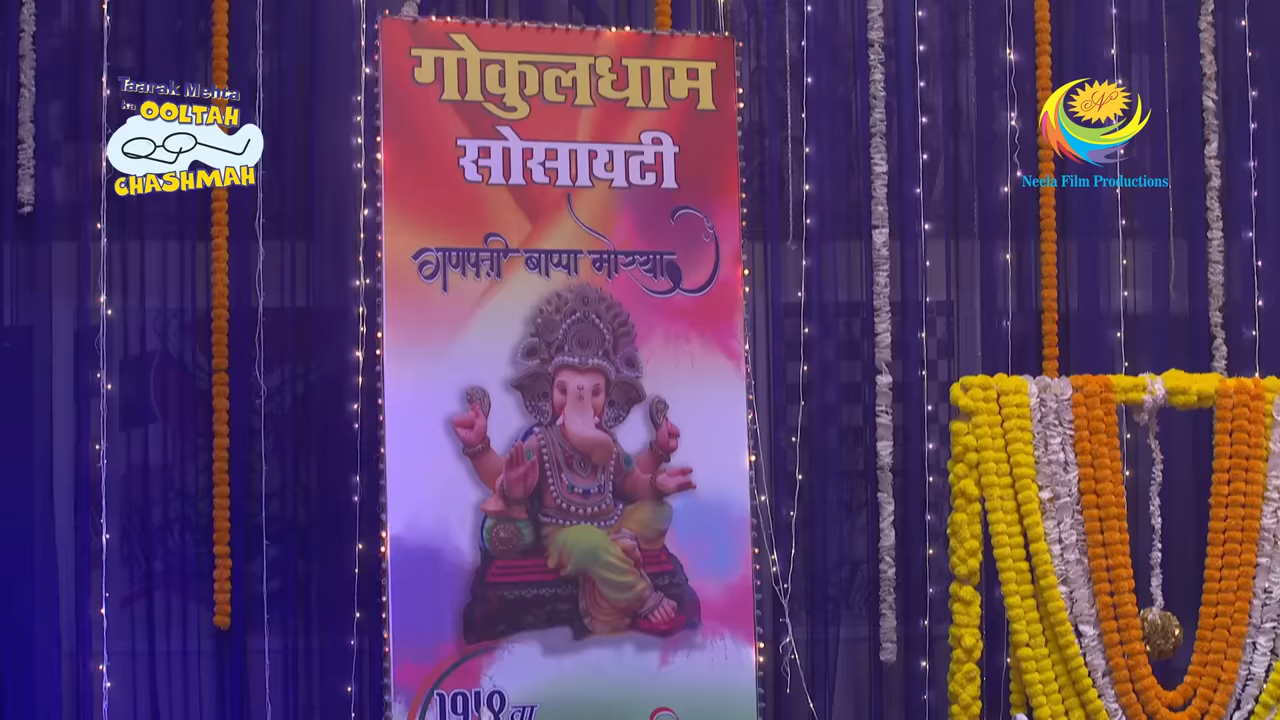 Taarak Mehta
ka OOLTAH
CHASHMAH
Neela Film Productions
गोकुलधाम
सोसायटी
गणपती बाप्पा मोरया